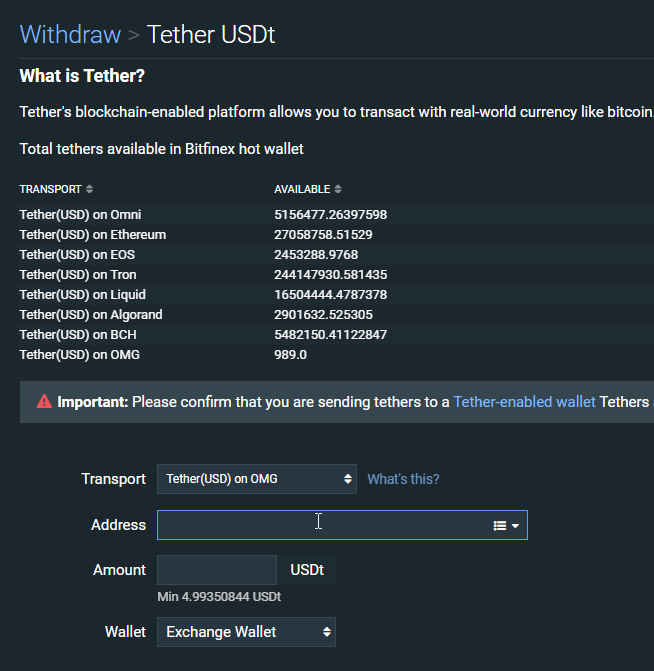 Withdraw > Tether USDt
What is Tether?
Tether's blockchain-enabled platform allows you to transact with real-world currency like bitcoin.
Total tethers available in Bitfinex hot wallet
TRANSPORT AVAILABLE
Tether(USD) on Omni 5156477.26397598
Tether(USD) on Ethereum 27058758.51529
Tether(USD) on EOS 2453288.9768
Tether(USD) on Tron 244147930.581435
Tether(USD) on Liquid 16504444.4787378
Tether(USD) on Algorand 2901632.525305
Tether(USD) on BCH 5482150.41122847
Tether(USD) on OMG 989.0
Important: Please confirm that you are sending tethers to a Tether-enabled wallet Tethers
Transport Tether(USD) on OMG What's this?
Address
Amount USDt
Min 4.99350844 USDt
Wallet Exchange Wallet